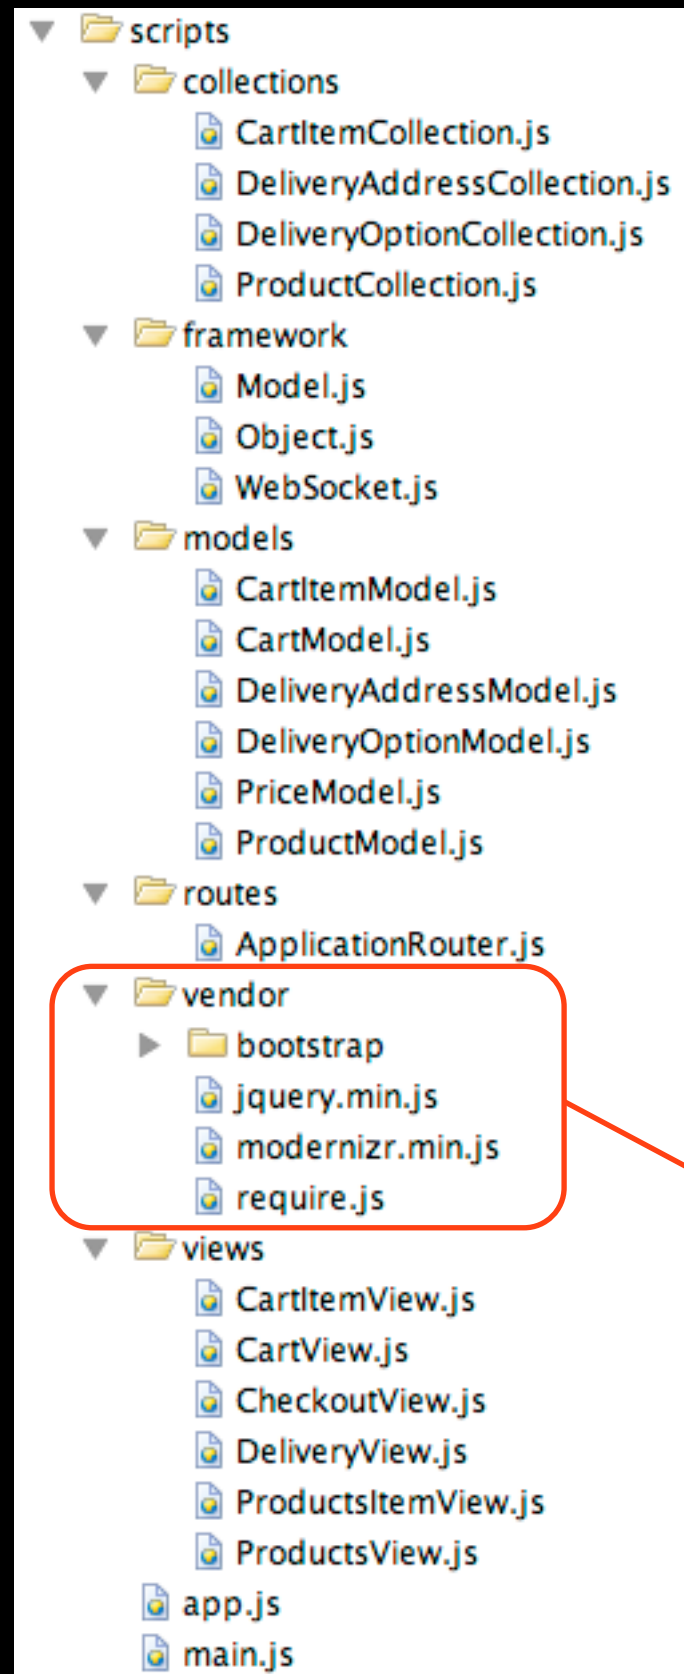 scripts
collections
CartItemCollection.js
DeliveryAddressCollection.js
DeliveryOptionCollection.js
ProductCollection.js
framework
Model.js
Object.js
WebSocket.js
models
CartItemModel.js
CartModel.js
DeliveryAddressModel.js
DeliveryOptionModel.js
PriceModel.js
ProductModel.js
routes
ApplicationRouter.js
vendor
bootstrap
jquery.min.js
modernizr.min.js
require.js
views
CartItemView.js
CartView.js
CheckoutView.js
DeliveryView.js
ProductsItemView.js
ProductsView.js
app.js
main.js